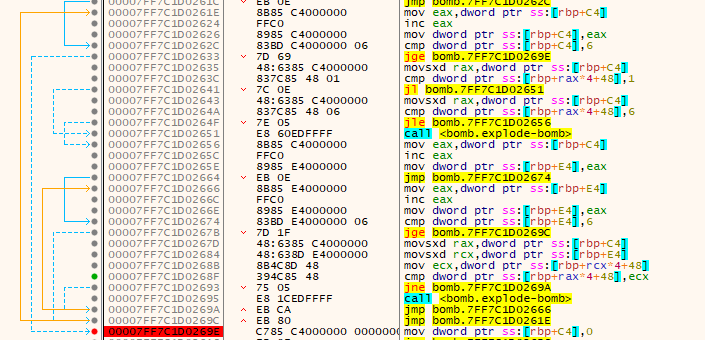 00007FF7C1D0261C EB 0E jmp bomb.7FF7C1D0262C
00007FF7C1D0261E 8B85 C4000000 mov eax,dword ptr ss:[rbp+C4]
00007FF7C1D02624 FFC0 inc eax
00007FF7C1D02626 8985 C4000000 mov dword ptr ss:[rbp+C4],eax
00007FF7C1D0262C 83BD C4000000 06 cmp dword ptr ss:[rbp+C4],6
00007FF7C1D02633 7D 69 jge bomb.7FF7C1D0269E
00007FF7C1D02635 48:6385 C4000000 movsxd rax,dword ptr ss:[rbp+C4]
00007FF7C1D0263C 837C85 48 01 cmp dword ptr ss:[rbp+rax*4+48],1
00007FF7C1D02641 7C 0E jl bomb.7FF7C1D02651
00007FF7C1D02643 48:6385 C4000000 movsxd rax,dword ptr ss:[rbp+C4]
00007FF7C1D0264A 837C85 48 06 cmp dword ptr ss:[rbp+rax*4+48],6
00007FF7C1D0264F 7E 05 jle bomb.7FF7C1D02656
00007FF7C1D02651 E8 60EDFFFF call <bomb.explode-bomb>
00007FF7C1D02656 8B85 C4000000 mov eax,dword ptr ss:[rbp+C4]
00007FF7C1D0265C FFC0 inc eax
00007FF7C1D0265E 8985 E4000000 mov dword ptr ss:[rbp+E4],eax
00007FF7C1D02664 EB 0E jmp bomb.7FF7C1D02674
00007FF7C1D02666 8B85 E4000000 mov eax,dword ptr ss:[rbp+E4]
00007FF7C1D0266C FFC0 inc eax
00007FF7C1D0266E 8985 E4000000 mov dword ptr ss:[rbp+E4],eax
00007FF7C1D02674 83BD E4000000 06 cmp dword ptr ss:[rbp+E4],6
00007FF7C1D0267B 7D 1F jge bomb.7FF7C1D0269C
00007FF7C1D0267D 48:6385 C4000000 movsxd rax,dword ptr ss:[rbp+C4]
00007FF7C1D02684 48:638D E4000000 movsxd rcx,dword ptr ss:[rbp+E4]
00007FF7C1D0268B 8B4C8D 48 mov ecx,dword ptr ss:[rbp+rcx*4+48]
00007FF7C1D0268F 394C85 48 cmp dword ptr ss:[rbp+rax*4+48],ecx
00007FF7C1D02693 75 05 jne bomb.7FF7C1D0269A
00007FF7C1D02695 E8 1CEDFFFF call <bomb.explode-bomb>
00007FF7C1D0269A EB CA jmp bomb.7FF7C1D02666
00007FF7C1D0269C EB 80 jmp bomb.7FF7C1D0261E
00007FF7C1D0269E C785 C4000000 0000000 mov dword ptr ss:[rbp+C4],0